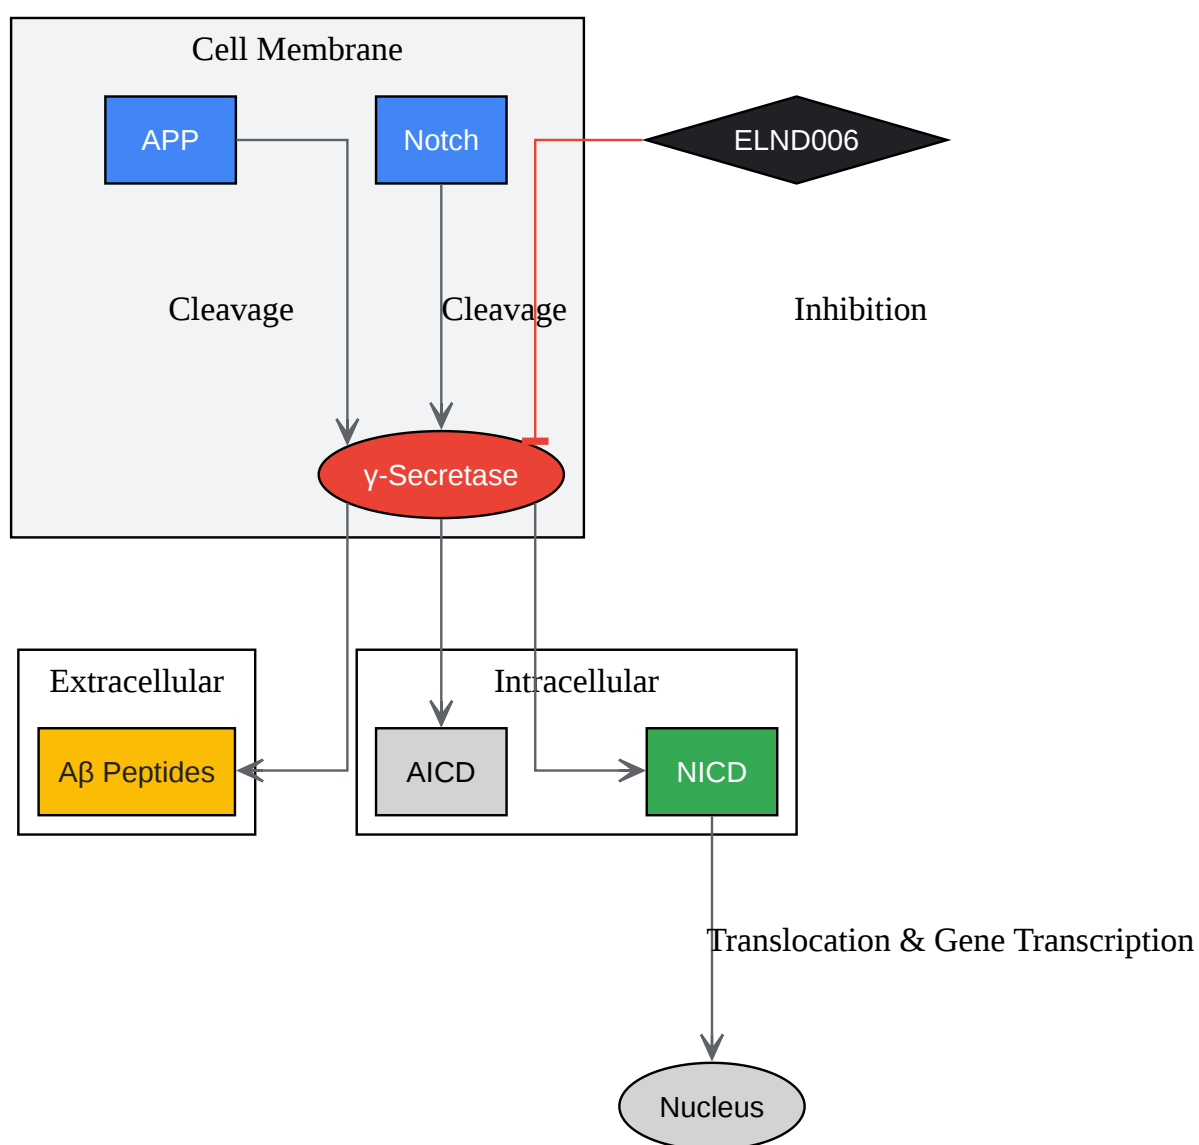 Cell Membrane
APP
Notch
ELND006
Cleavage
Cleavage
Inhibition
γ-Secretase
Extracellular
Intracellular
Aβ Peptides
AICD
NICD
Translocation & Gene Transcription
Nucleus